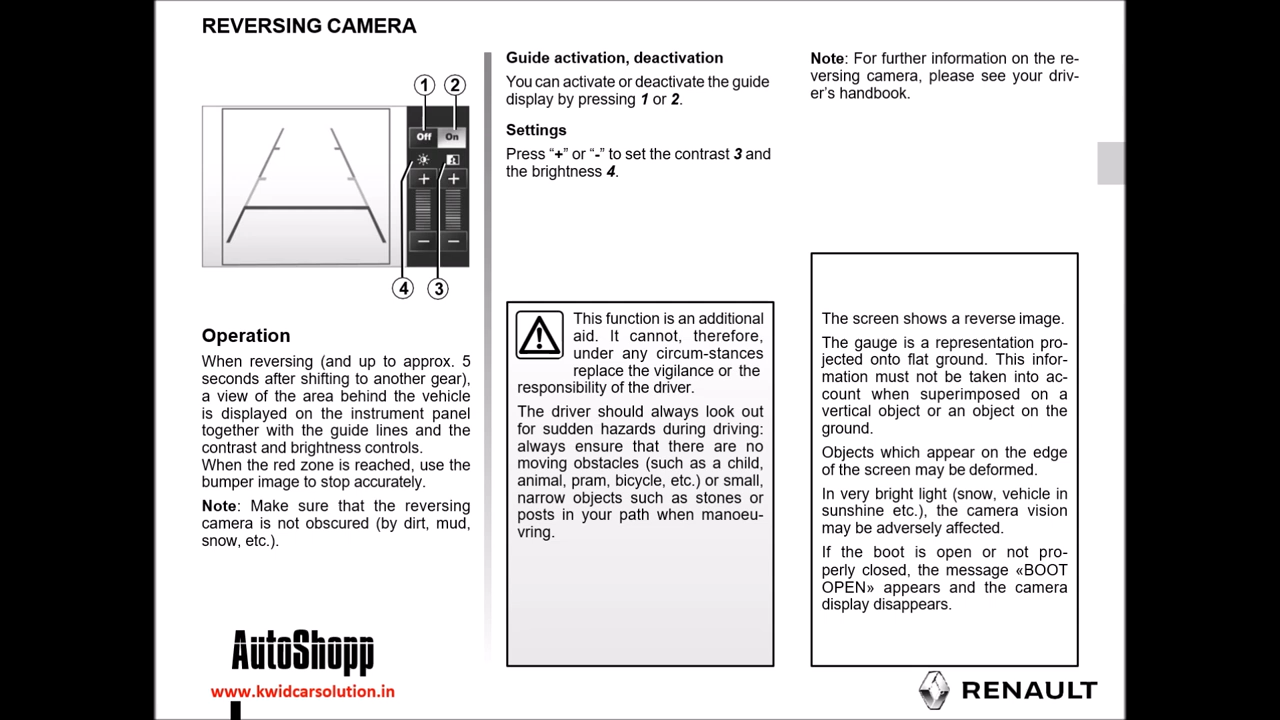 REVERSING CAMERA
1 2
Off On
+ +
– –
4 3
Operation
When reversing (and up to approx. 5
seconds after shifting to another gear),
a view of the area behind the vehicle
is displayed on the instrument panel
together with the guide lines and the
contrast and brightness controls.
When the red zone is reached, use the
bumper image to stop accurately.
Note: Make sure that the reversing
camera is not obscured (by dirt, mud,
snow, etc.).
Guide activation, deactivation
You can activate or deactivate the guide
display by pressing 1 or 2.
Settings
Press “+” or “-” to set the contrast 3 and
the brightness 4.
This function is an additional
aid. It cannot, therefore,
under any circum-stances
replace the vigilance or the
responsibility of the driver.
The driver should always look out
for sudden hazards during driving:
always ensure that there are no
moving obstacles (such as a child,
animal, pram, bicycle, etc.) or small,
narrow objects such as stones or
posts in your path when manoeu-
vring.
Note: For further information on the re-
versing camera, please see your driv-
er’s handbook.
The screen shows a reverse image.
The gauge is a representation pro-
jected onto flat ground. This infor-
mation must not be taken into ac-
count when superimposed on a
vertical object or an object on the
ground.
Objects which appear on the edge
of the screen may be deformed.
In very bright light (snow, vehicle in
sunshine etc.), the camera vision
may be adversely affected.
If the boot is open or not pro-
perly closed, the message «BOOT
OPEN» appears and the camera
display disappears.
AutoShopp
www.kwidcarsolution.in
RENAULT